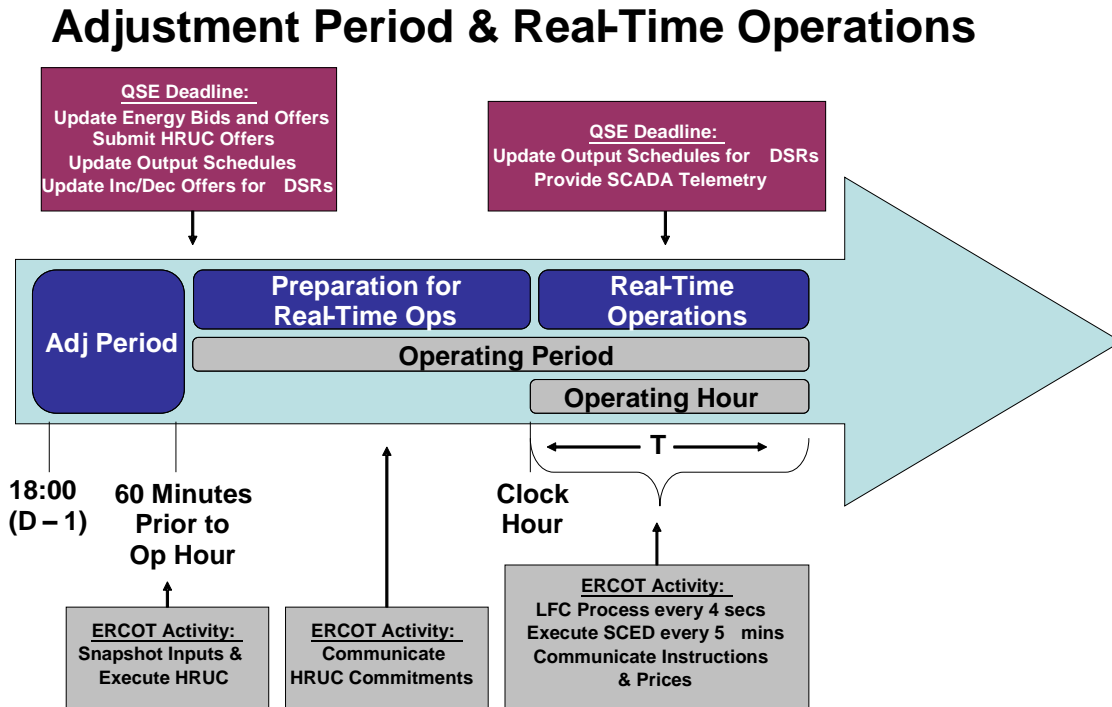 Adjustment Period & Real-Time Operations
QSE Deadline:
Update Energy Bids and Offers
Submit HRUC Offers
Update Output Schedules
Update Inc/Dec Offers for DSRs
QSE Deadline:
Update Output Schedules for DSRs
Provide SCADA Telemetry
Adj Period
Preparation for
Real-Time Ops
Real-Time
Operations
Operating Period
Operating Hour
T
18:00
(D – 1)
60 Minutes
Prior to
Op Hour
Clock
Hour
ERCOT Activity:
Snapshot Inputs &
Execute HRUC
ERCOT Activity:
Communicate
HRUC Commitments
ERCOT Activity:
LFC Process every 4 secs
Execute SCED every 5 mins
Communicate Instructions
& Prices